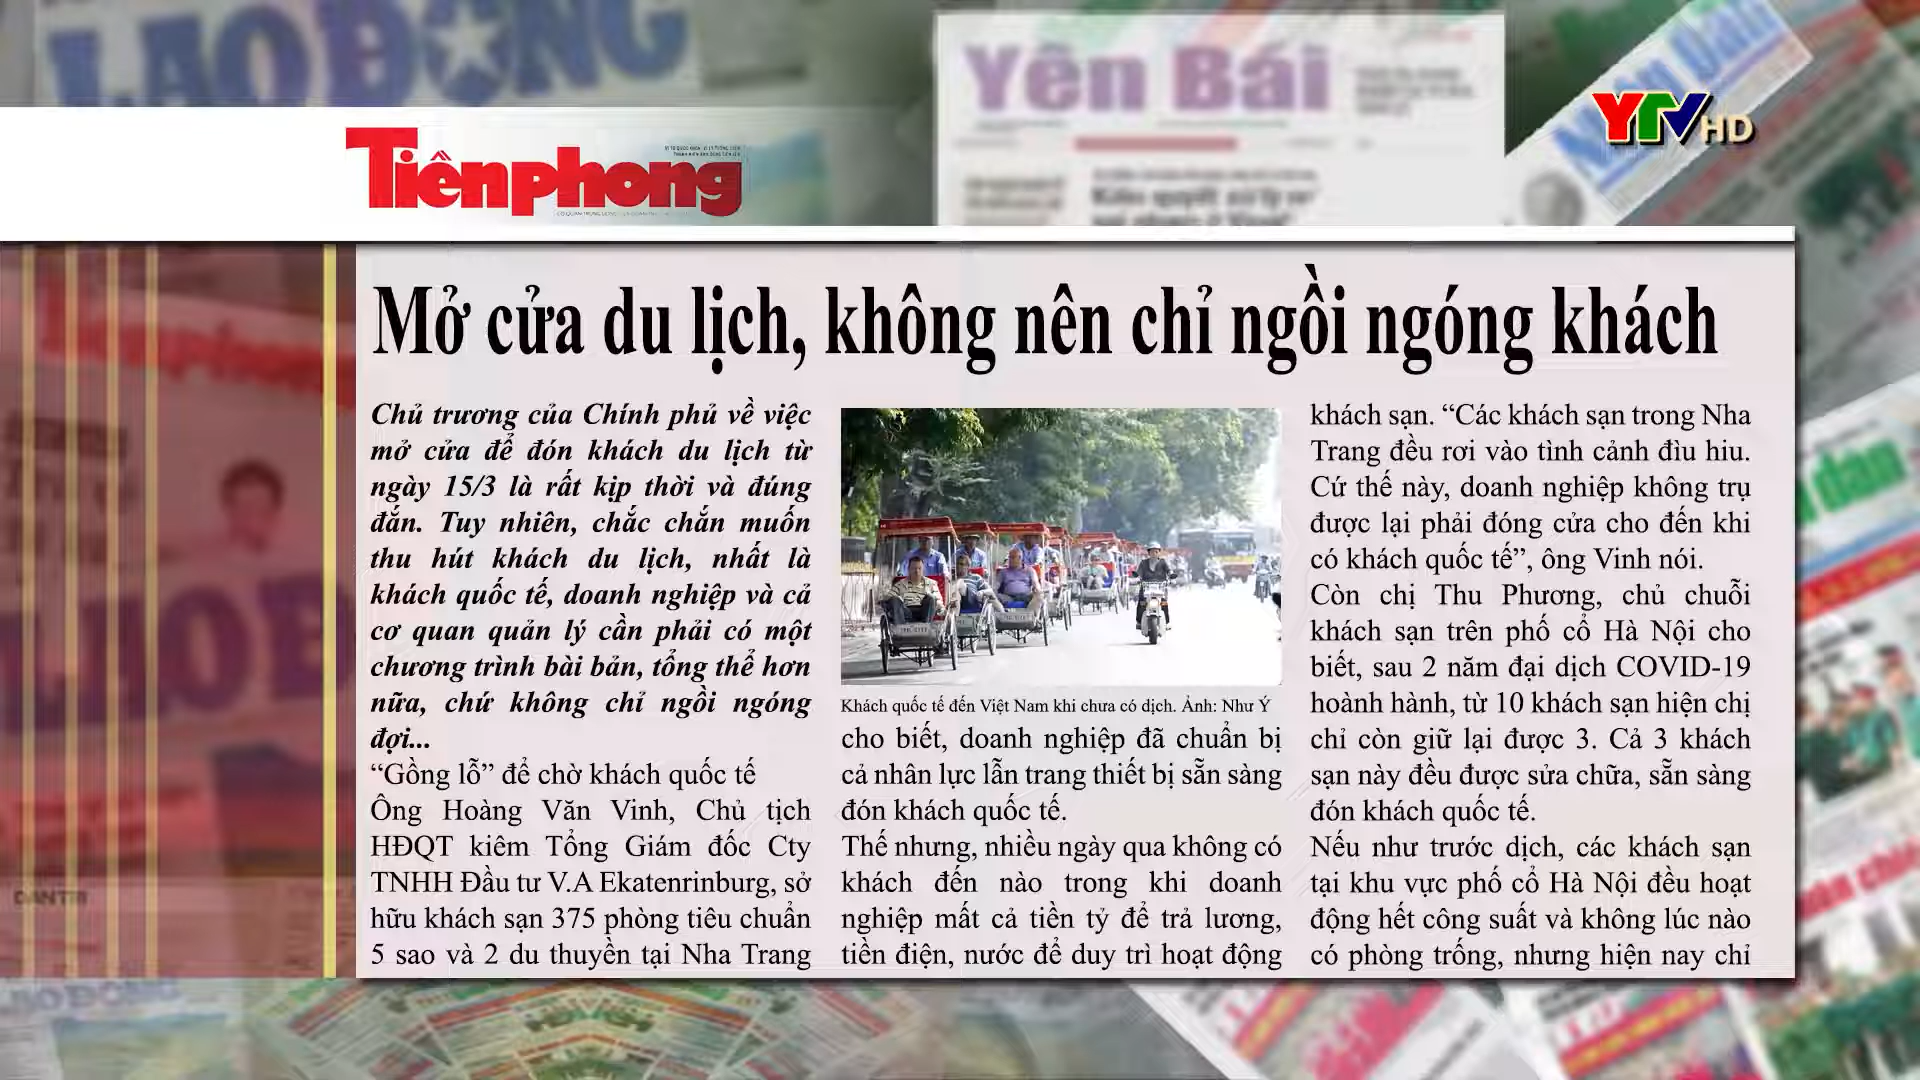 LAO ĐỘNG
Yên Bái
Nhân Dân
YTV HD
Tiền phong
Mở cửa du lịch, không nên chỉ ngồi ngóng khách
Chủ trương của Chính phủ về việc
mở cửa để đón khách du lịch từ
ngày 15/3 là rất kịp thời và đúng
đắn. Tuy nhiên, chắc chắn muốn
thu hút khách du lịch, nhất là
khách quốc tế, doanh nghiệp và cả
cơ quan quản lý cần phải có một
chương trình bài bản, tổng thể hơn
nữa, chứ không chỉ ngồi ngóng
đợi...
“Gồng lỗ” để chờ khách quốc tế
Ông Hoàng Văn Vinh, Chủ tịch
HĐQT kiêm Tổng Giám đốc Cty
TNHH Đầu tư V.A Ekatenrinburg, sở
hữu khách sạn 375 phòng tiêu chuẩn
5 sao và 2 du thuyền tại Nha Trang
Khách quốc tế đến Việt Nam khi chưa có dịch. Ảnh: Như Ý
cho biết, doanh nghiệp đã chuẩn bị
cả nhân lực lẫn trang thiết bị sẵn sàng
đón khách quốc tế.
Thế nhưng, nhiều ngày qua không có
khách đến nào trong khi doanh
nghiệp mất cả tiền tỷ để trả lương,
tiền điện, nước để duy trì hoạt động
khách sạn. “Các khách sạn trong Nha
Trang đều rơi vào tình cảnh đìu hiu.
Cứ thế này, doanh nghiệp không trụ
được lại phải đóng cửa cho đến khi
có khách quốc tế”, ông Vinh nói.
Còn chị Thu Phương, chủ chuỗi
khách sạn trên phố cổ Hà Nội cho
biết, sau 2 năm đại dịch COVID-19
hoành hành, từ 10 khách sạn hiện chị
chỉ còn giữ lại được 3. Cả 3 khách
sạn này đều được sửa chữa, sẵn sàng
đón khách quốc tế.
Nếu như trước dịch, các khách sạn
tại khu vực phố cổ Hà Nội đều hoạt
động hết công suất và không lúc nào
có phòng trống, nhưng hiện nay chỉ